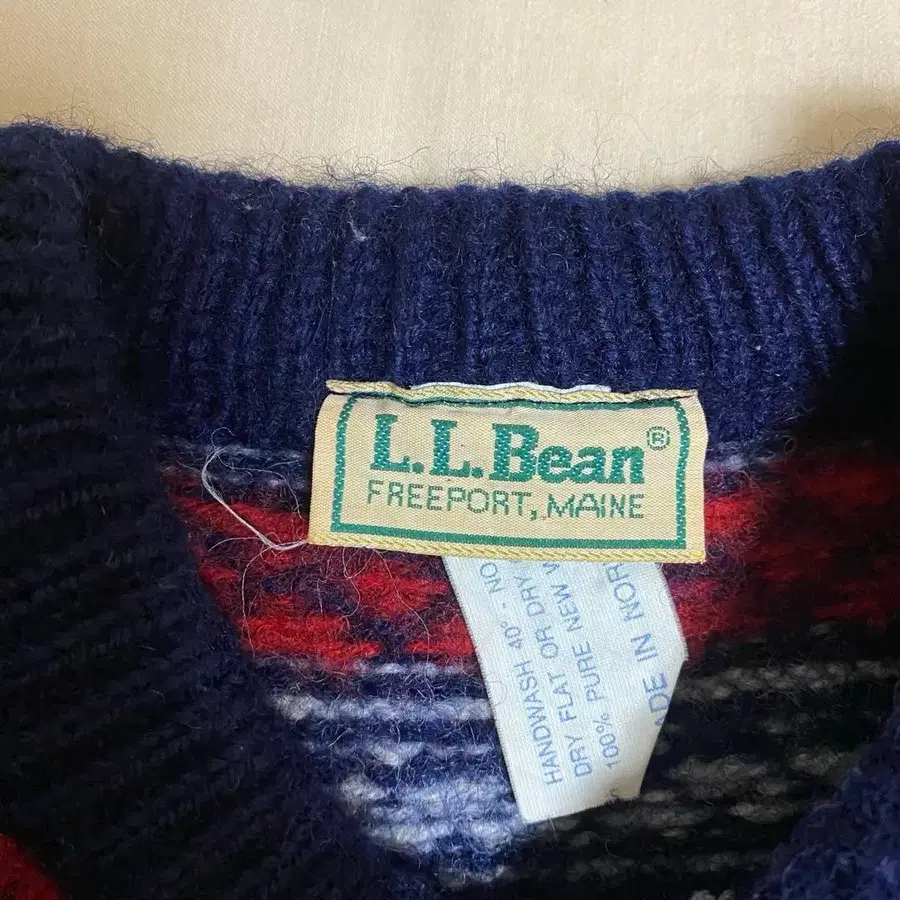 L.L.Bean®
FREEPORT, MAINE
HANDWASH 40° - NO
DRY FLAT OR DRY
100% PURE NEW W
ADE IN NOR